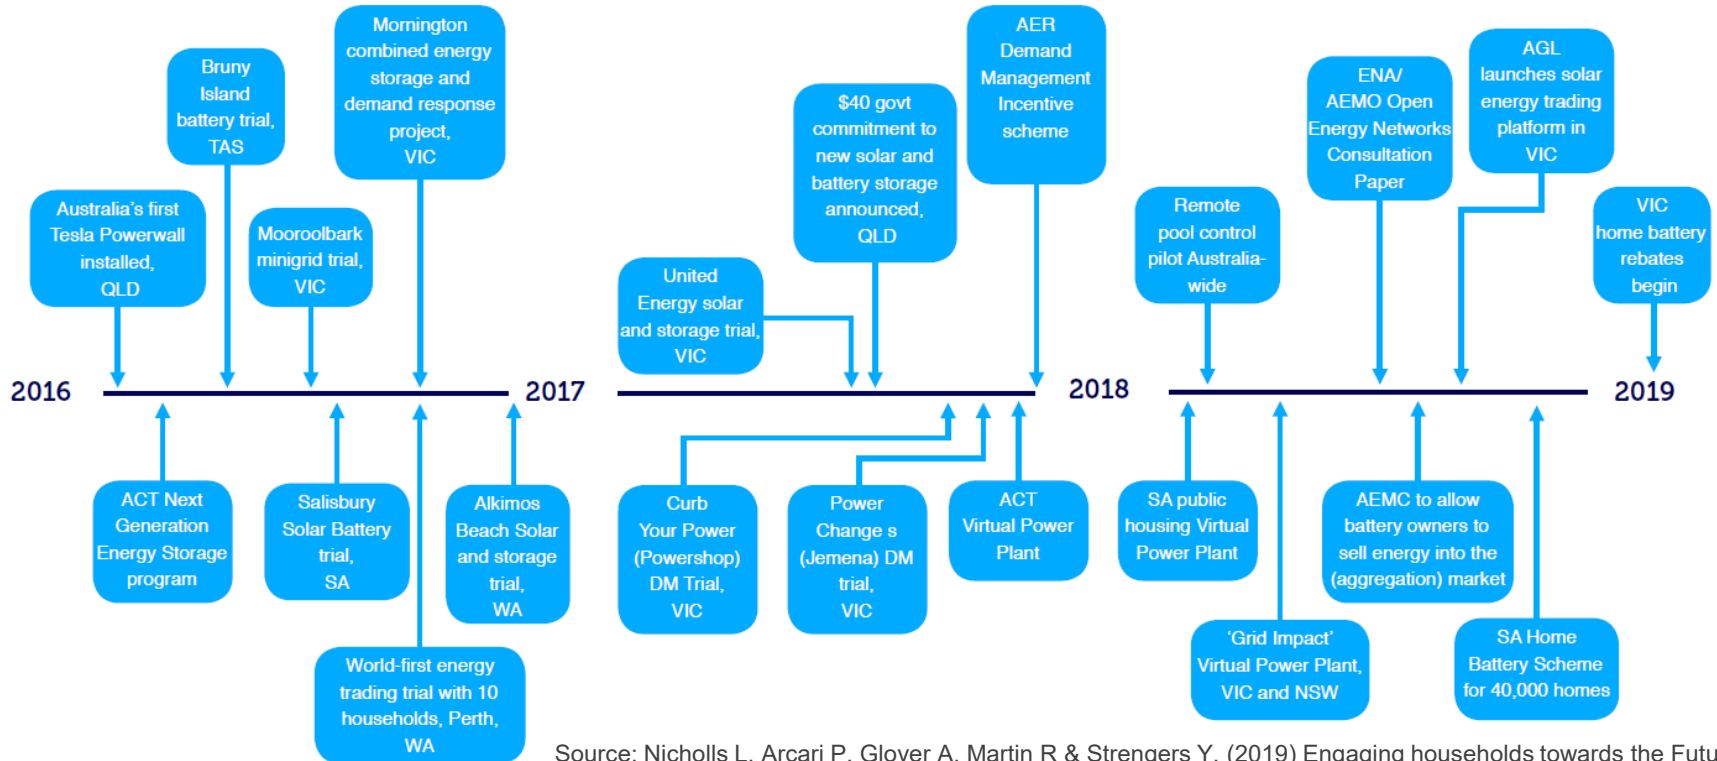 Mornington
combined energy
storage and
demand response
project,
VIC
AER
Demand
Management
Incentive
scheme
Bruny
Island
battery trial,
TAS
AGL
launches solar
energy trading
platform in
VIC
ENA/
AEMO Open
Energy Networks
Consultation
Paper
$40 govt
commitment to
new solar and
battery storage
announced,
QLD
Australia's first
Tesla Powerwall
installed,
QLD
Mooroolbark
minigrid trial,
VIC
United
Energy solar
and storage trial,
VIC
Remote
pool control
pilot Australia-
wide
VIC
home battery
rebates
begin
2016
2017
2018
2019
ACT Next
Generation
Energy Storage
program
Salisbury
Solar Battery
trial,
SA
Alkimos
Beach Solar
and storage
trial,
WA
Curb
Your Power
(Powershop)
DM Trial,
VIC
Power
Change s
(Jemena) DM
trial,
VIC
ACT
Virtual Power
Plant
SA public
housing Virtual
Power Plant
AEMC to allow
battery owners to
sell energy into the
(aggregation) market
World-first energy
trading trial with 10
households, Perth,
WA
'Grid Impact'
Virtual Power Plant,
VIC and NSW
SA Home
Battery Scheme
for 40,000 homes
Source: Nicholls L, Arcari P, Glover A, Martin R & Strengers Y. (2019) Engaging households towards the Futu